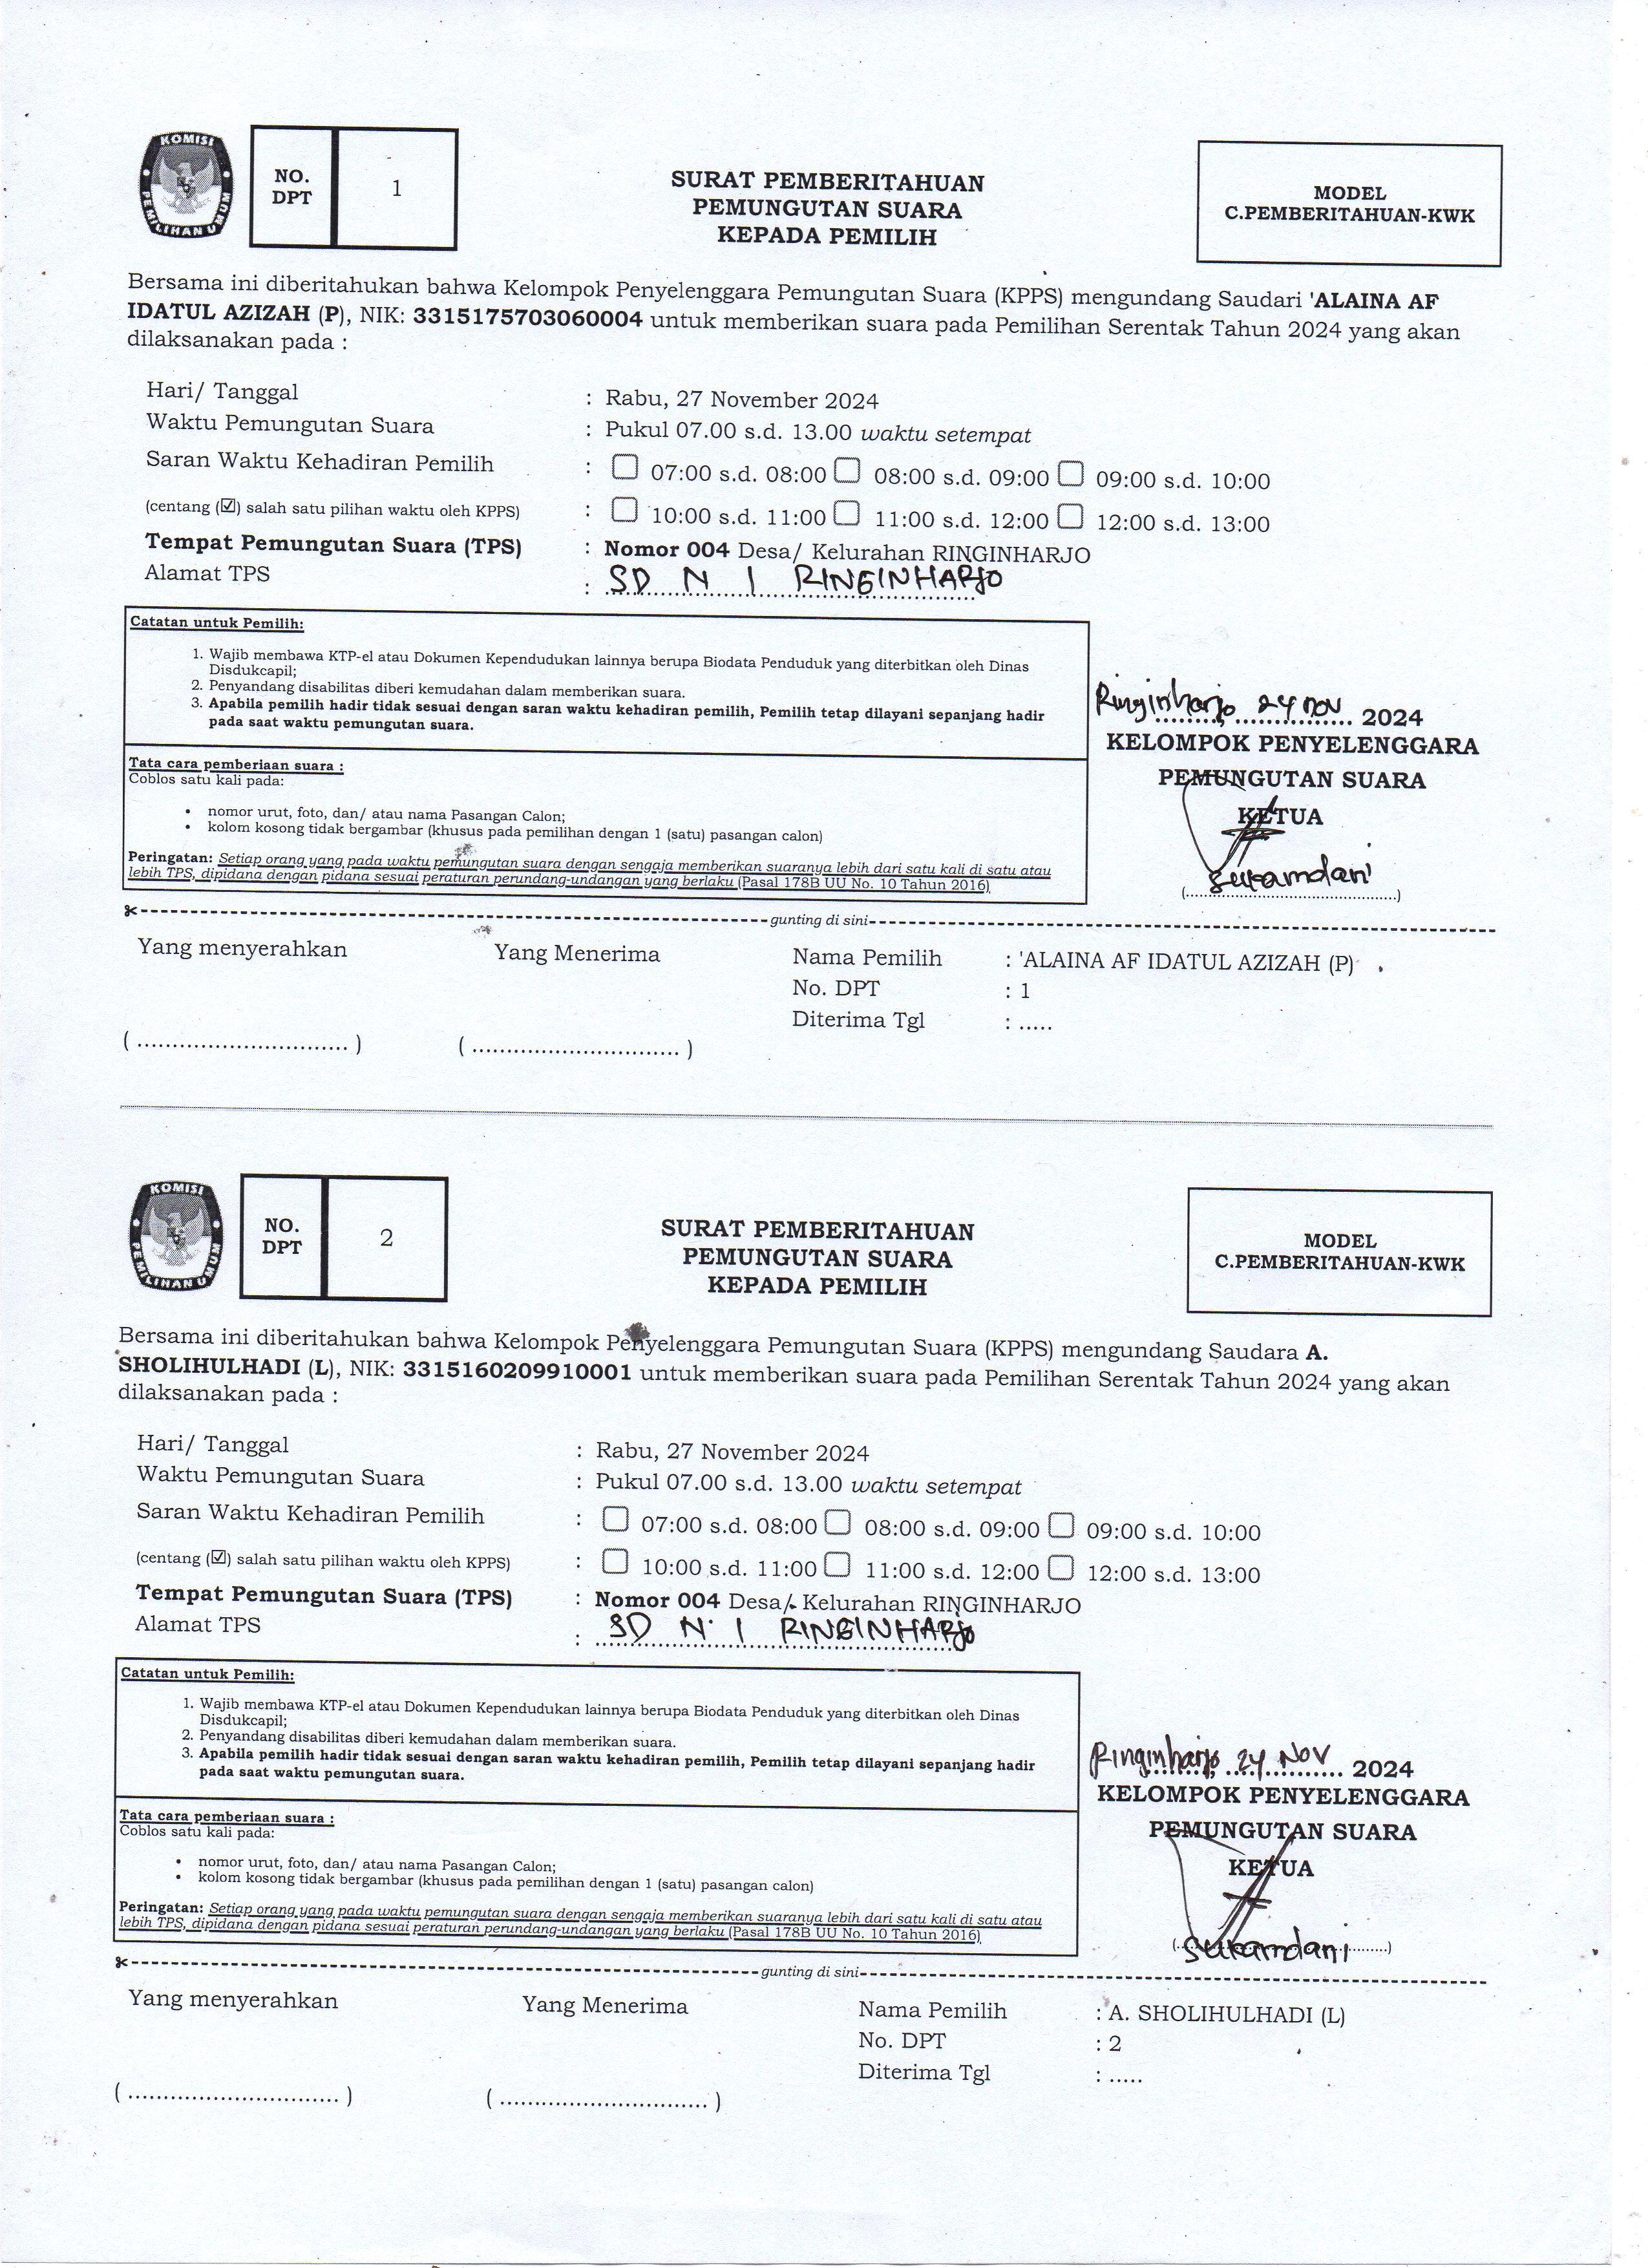 KOMISI
PEMILIHAN UMUM
NO.
DPT
1
SURAT PEMBERITAHUAN
PEMUNGUTAN SUARA
KEPADA PEMILIH
MODEL
C.PEMBERITAHUAN-KWK
Bersama ini diberitahukan bahwa Kelompok Penyelenggara Pemungutan Suara (KPPS) mengundang Saudari 'ALAINA AF
IDATUL AZIZAH (P), NIK: 3315175703060004 untuk memberikan suara pada Pemilihan Serentak Tahun 2024 yang akan
dilaksanakan pada :
Hari/ Tanggal : Rabu, 27 November 2024
Waktu Pemungutan Suara : Pukul 07.00 s.d. 13.00 waktu setempat
Saran Waktu Kehadiran Pemilih : ☐ 07:00 s.d. 08:00 ☐ 08:00 s.d. 09:00 ☐ 09:00 s.d. 10:00
(centang (☑) salah satu pilihan waktu oleh KPPS) : ☐ 10:00 s.d. 11:00 ☐ 11:00 s.d. 12:00 ☐ 12:00 s.d. 13:00
Tempat Pemungutan Suara (TPS) : Nomor 004 Desa/ Kelurahan RINGINHARJO
Alamat TPS : SD N 1 RINGINHARJO
Catatan untuk Pemilih:
1. Wajib membawa KTP-el atau Dokumen Kependudukan lainnya berupa Biodata Penduduk yang diterbitkan oleh Dinas
Disdukcapil;
2. Penyandang disabilitas diberi kemudahan dalam memberikan suara.
3. Apabila pemilih hadir tidak sesuai dengan saran waktu kehadiran pemilih, Pemilih tetap dilayani sepanjang hadir
pada saat waktu pemungutan suara.
Tata cara pemberiaan suara :
Coblos satu kali pada:
• nomor urut, foto, dan/ atau nama Pasangan Calon;
• kolom kosong tidak bergambar (khusus pada pemilihan dengan 1 (satu) pasangan calon)
Peringatan: Setiap orang yang pada waktu pemungutan suara dengan sengaja memberikan suaranya lebih dari satu kali di satu atau
lebih TPS, dipidana dengan pidana sesuai peraturan perundang-undangan yang berlaku (Pasal 178B UU No. 10 Tahun 2016)
Ringinharjo, 24 nov 2024
KELOMPOK PENYELENGGARA
PEMUNGUTAN SUARA
KETUA
(Sukamdani)
gunting di sini
Yang menyerahkan
Yang Menerima
Nama Pemilih : 'ALAINA AF IDATUL AZIZAH (P)
No. DPT : 1
Diterima Tgl : .....
( .............................. ) ( .............................. )
KOMISI
PEMILIHAN UMUM
NO.
DPT
2
SURAT PEMBERITAHUAN
PEMUNGUTAN SUARA
KEPADA PEMILIH
MODEL
C.PEMBERITAHUAN-KWK
Bersama ini diberitahukan bahwa Kelompok Penyelenggara Pemungutan Suara (KPPS) mengundang Saudara A.
SHOLIHULHADI (L), NIK: 3315160209910001 untuk memberikan suara pada Pemilihan Serentak Tahun 2024 yang akan
dilaksanakan pada :
Hari/ Tanggal : Rabu, 27 November 2024
Waktu Pemungutan Suara : Pukul 07.00 s.d. 13.00 waktu setempat
Saran Waktu Kehadiran Pemilih : ☐ 07:00 s.d. 08:00 ☐ 08:00 s.d. 09:00 ☐ 09:00 s.d. 10:00
(centang (☑) salah satu pilihan waktu oleh KPPS) : ☐ 10:00 s.d. 11:00 ☐ 11:00 s.d. 12:00 ☐ 12:00 s.d. 13:00
Tempat Pemungutan Suara (TPS) : Nomor 004 Desa/ Kelurahan RINGINHARJO
Alamat TPS : SD N 1 RINGINHARJO
Catatan untuk Pemilih:
1. Wajib membawa KTP-el atau Dokumen Kependudukan lainnya berupa Biodata Penduduk yang diterbitkan oleh Dinas
Disdukcapil;
2. Penyandang disabilitas diberi kemudahan dalam memberikan suara.
3. Apabila pemilih hadir tidak sesuai dengan saran waktu kehadiran pemilih, Pemilih tetap dilayani sepanjang hadir
pada saat waktu pemungutan suara.
Tata cara pemberiaan suara :
Coblos satu kali pada:
• nomor urut, foto, dan/ atau nama Pasangan Calon;
• kolom kosong tidak bergambar (khusus pada pemilihan dengan 1 (satu) pasangan calon)
Peringatan: Setiap orang yang pada waktu pemungutan suara dengan sengaja memberikan suaranya lebih dari satu kali di satu atau
lebih TPS, dipidana dengan pidana sesuai peraturan perundang-undangan yang berlaku (Pasal 178B UU No. 10 Tahun 2016)
Ringinharjo, 24 NOV 2024
KELOMPOK PENYELENGGARA
PEMUNGUTAN SUARA
KETUA
(Sukamdani)
gunting di sini
Yang menyerahkan
Yang Menerima
Nama Pemilih : A. SHOLIHULHADI (L)
No. DPT : 2
Diterima Tgl : .....
( .............................. ) ( .............................. )